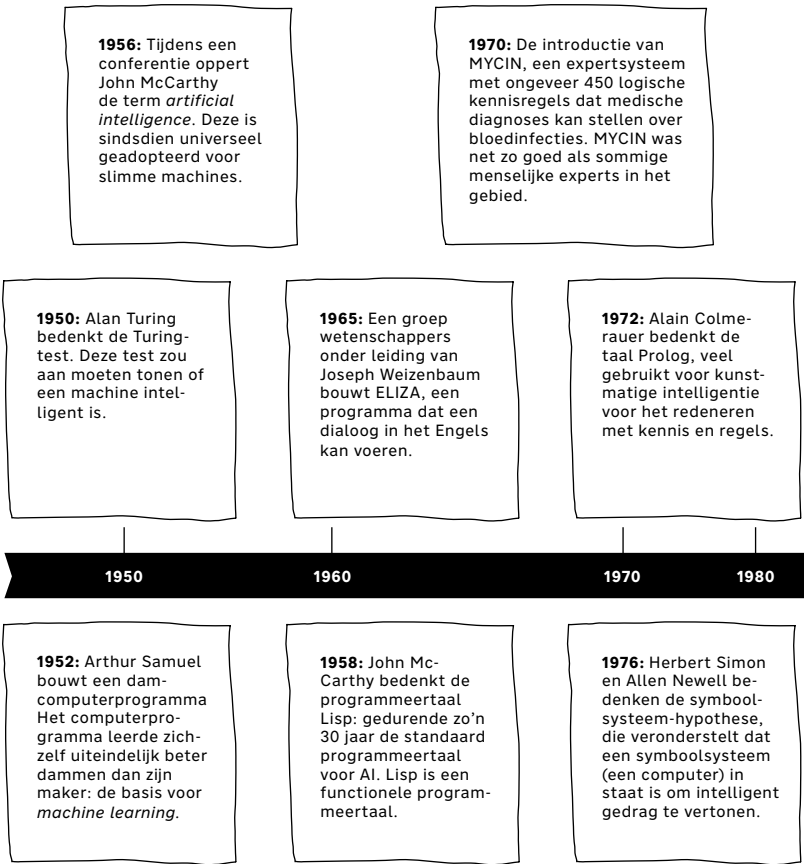 1956: Tijdens een
conferentie oppert
John McCarthy
de term artificial
intelligence. Deze is
sindsdien universeel
geadopteerd voor
slimme machines.
1970: De introductie van
MYCIN, een expertsysteem
met ongeveer 450 logische
kennisregels dat medische
diagnoses kan stellen over
bloedinfecties. MYCIN was
net zo goed als sommige
menselijke experts in het
gebied.
1950: Alan Turing
bedenkt de Turing-
test. Deze test zou
aan moeten tonen of
een machine intel-
ligent is.
1965: Een groep
wetenschappers
onder leiding van
Joseph Weizenbaum
bouwt ELIZA, een
programma dat een
dialoog in het Engels
kan voeren.
1972: Alain Colme-
rauer bedenkt de
taal Prolog, veel
gebruikt voor kunst-
matige intelligentie
voor het redeneren
met kennis en regels.
1950 1960 1970 1980
1952: Arthur Samuel
bouwt een dam-
computerprogramma
Het computerpro-
gramma leerde zich-
zelf uiteindelijk beter
dammen dan zijn
maker: de basis voor
machine learning.
1958: John Mc-
Carthy bedenkt de
programmeertaal
Lisp: gedurende zo'n
30 jaar de standaard
programmeertaal
voor AI. Lisp is een
functionele program-
meertaal.
1976: Herbert Simon
en Allen Newell be-
denken de symbool-
systeem-hypothese,
die veronderstelt dat
een symboolsysteem
(een computer) in
staat is om intelligent
gedrag te vertonen.